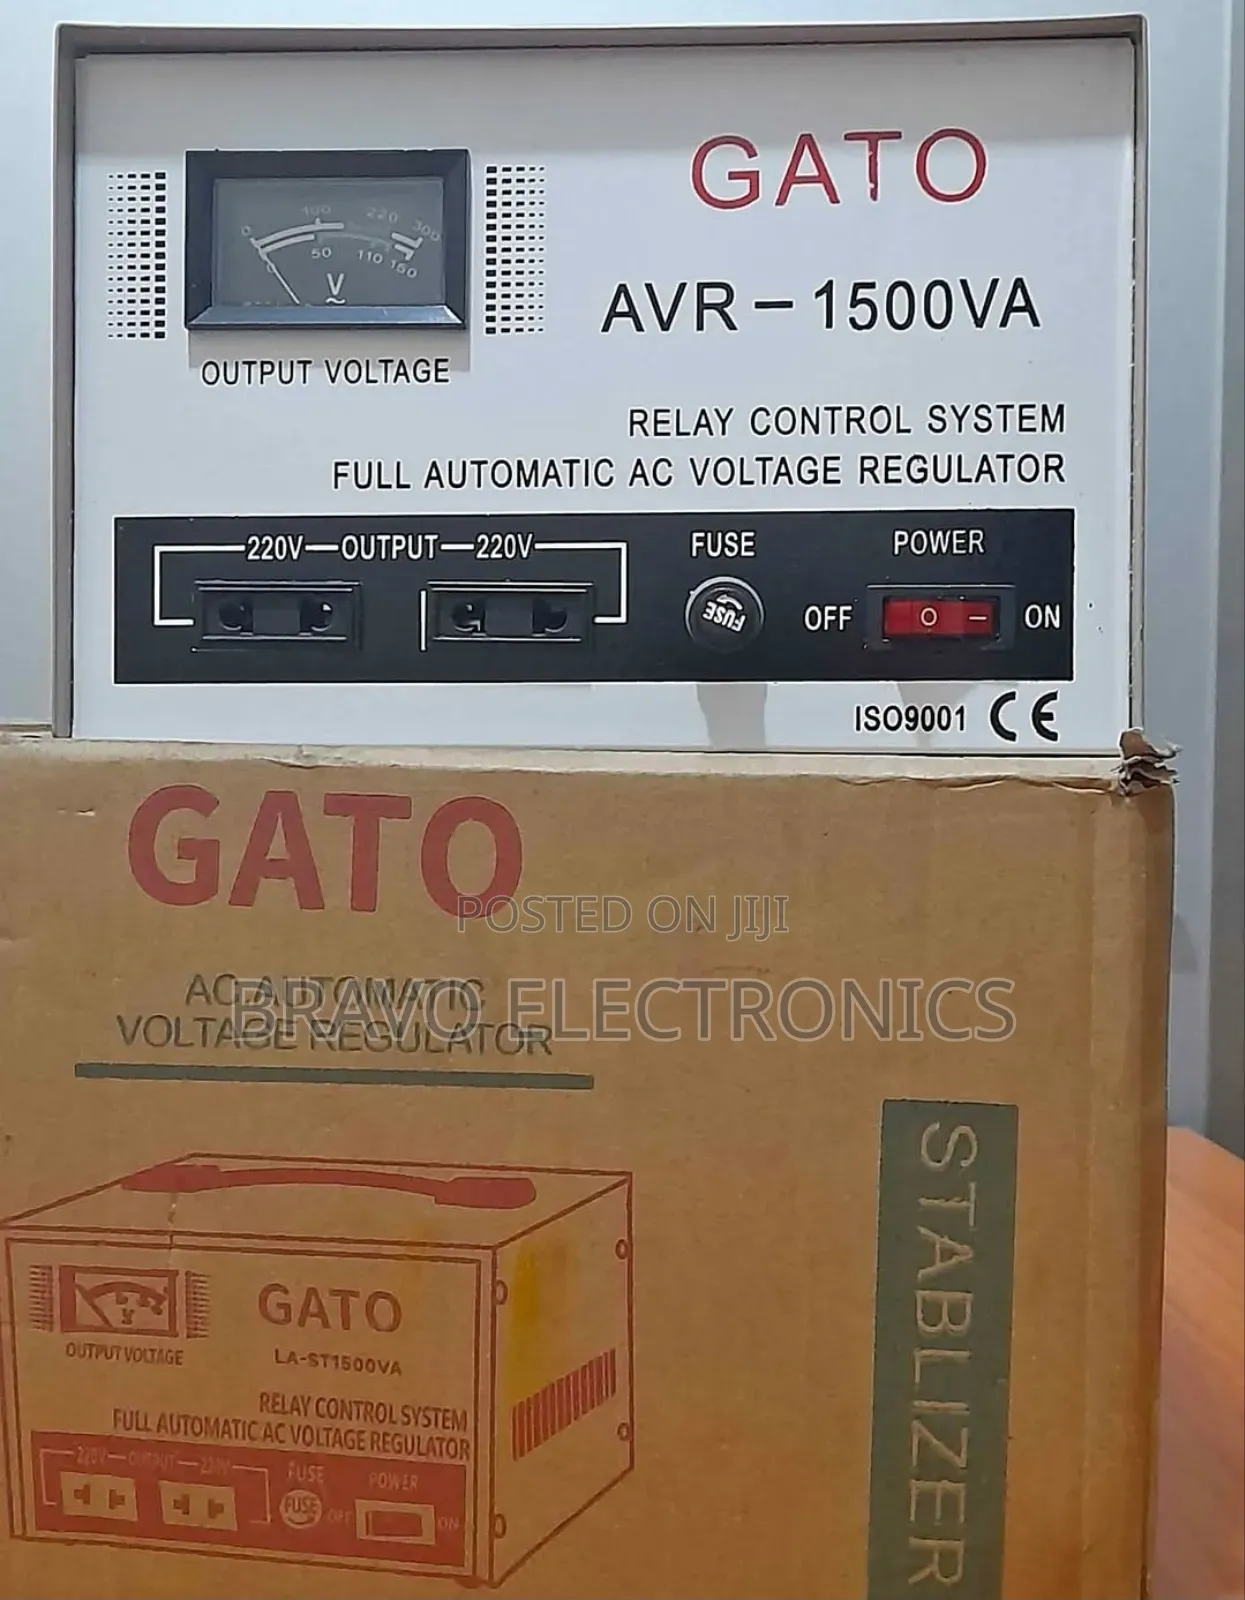 GATO
0 100 220 300
0 50 110 150
V
OUTPUT VOLTAGE
AVR-1500VA
RELAY CONTROL SYSTEM
FULL AUTOMATIC AC VOLTAGE REGULATOR
220V OUTPUT 220V
FUSE
POWER
FUSE
OFF
O
ON
ISO9001 CE
GATO
POSTED ON JIJI
AC AUTOMATIC
BRAVO ELECTRONICS
VOLTAGE REGULATOR
STABLIZER
GATO
V
OUTPUT VOLTAGE
LA-ST1500VA
RELAY CONTROL SYSTEM
FULL AUTOMATIC AC VOLTAGE REGULATOR
220V OUTPUT 220V
FUSE
POWER
FUSE
OFF
ON